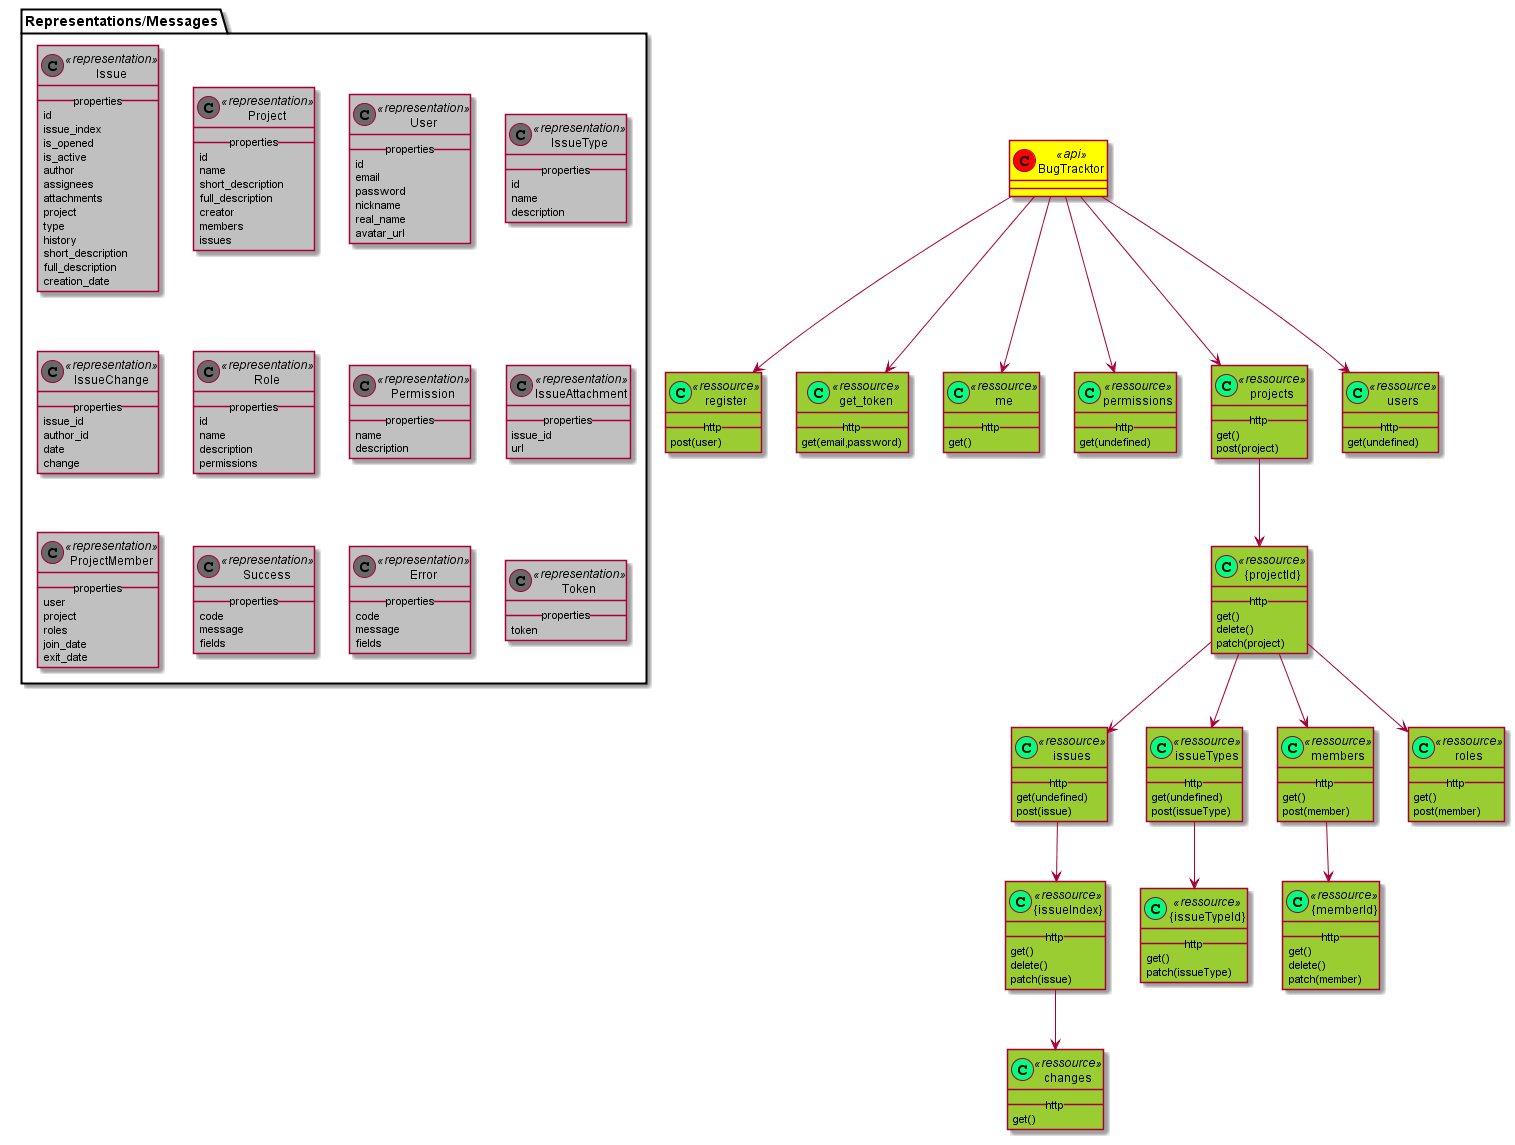 Representations/Messages
C
«representation»
Issue
properties
id
issue_index
is_opened
is_active
author
assignees
attachments
project
type
history
short_description
full_description
creation_date
C
«representation»
Project
properties
id
name
short_description
full_description
creator
members
issues
C
«representation»
User
properties
id
email
password
nickname
real_name
avatar_url
C
«representation»
IssueType
properties
id
name
description
C
«representation»
IssueChange
properties
issue_id
author_id
date
change
C
«representation»
Role
properties
id
name
description
permissions
C
«representation»
Permission
properties
name
description
C
«representation»
IssueAttachment
properties
issue_id
url
C
«representation»
ProjectMember
properties
user
project
roles
join_date
exit_date
C
«representation»
Success
properties
code
message
fields
C
«representation»
Error
properties
code
message
fields
C
«representation»
Token
properties
token
C
«api»
BugTracktor
C
«ressource»
register
http
post(user)
C
«ressource»
get_token
http
get(email,password)
C
«ressource»
me
http
get()
C
«ressource»
permissions
http
get(undefined)
C
«ressource»
projects
http
get()
post(project)
C
«ressource»
users
http
get(undefined)
C
«ressource»
{projectId}
http
get()
delete()
patch(project)
C
«ressource»
issues
http
get(undefined)
post(issue)
C
«ressource»
issueTypes
http
get(undefined)
post(issueType)
C
«ressource»
members
http
get()
post(member)
C
«ressource»
roles
http
get()
post(member)
C
«ressource»
{issueIndex}
http
get()
delete()
patch(issue)
C
«ressource»
{issueTypeId}
http
get()
patch(issueType)
C
«ressource»
{memberId}
http
get()
delete()
patch(member)
C
«ressource»
changes
http
get()